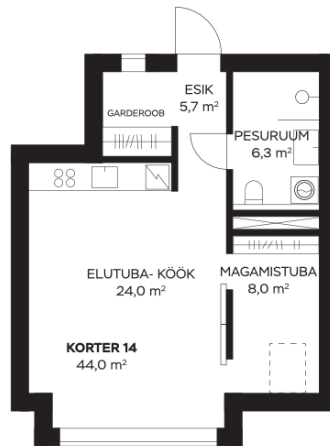 ESIK
5,7 m²
GARDEROOB
PESURUUM
6,3 m²
ELUTUBA- KÖÖK
24,0 m²
MAGAMISTUBA
8,0 m²
KORTER 14
44,0 m²